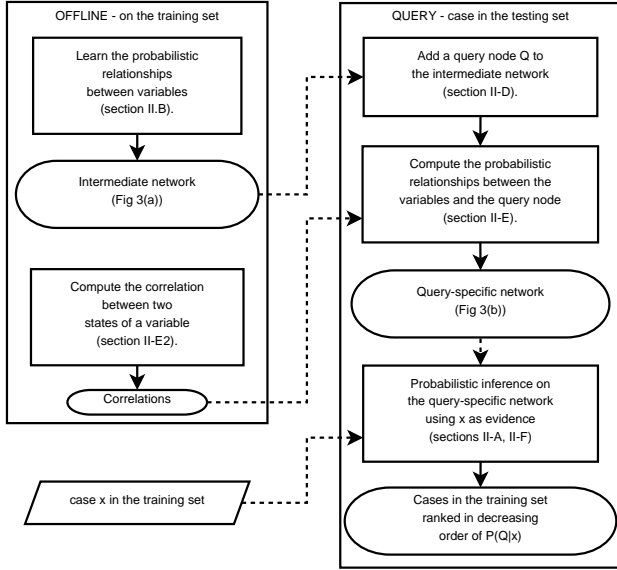 OFFLINE - on the training set
Learn the probabilistic
relationships
between variables
(section II.B).
Intermediate network
(Fig 3(a))
Compute the correlation
between two
states of a variable
(section II-E2).
Correlations
case x in the training set
QUERY - case in the testing set
Add a query node Q to
the intermediate network
(section II-D).
Compute the probabilistic
relationships between the
variables and the query node
(section II-E).
Query-specific network
(Fig 3(b))
Probabilistic inference on
the query-specific network
using x as evidence
(sections II-A, II-F)
Cases in the training set
ranked in decreasing
order of P(Q|x)